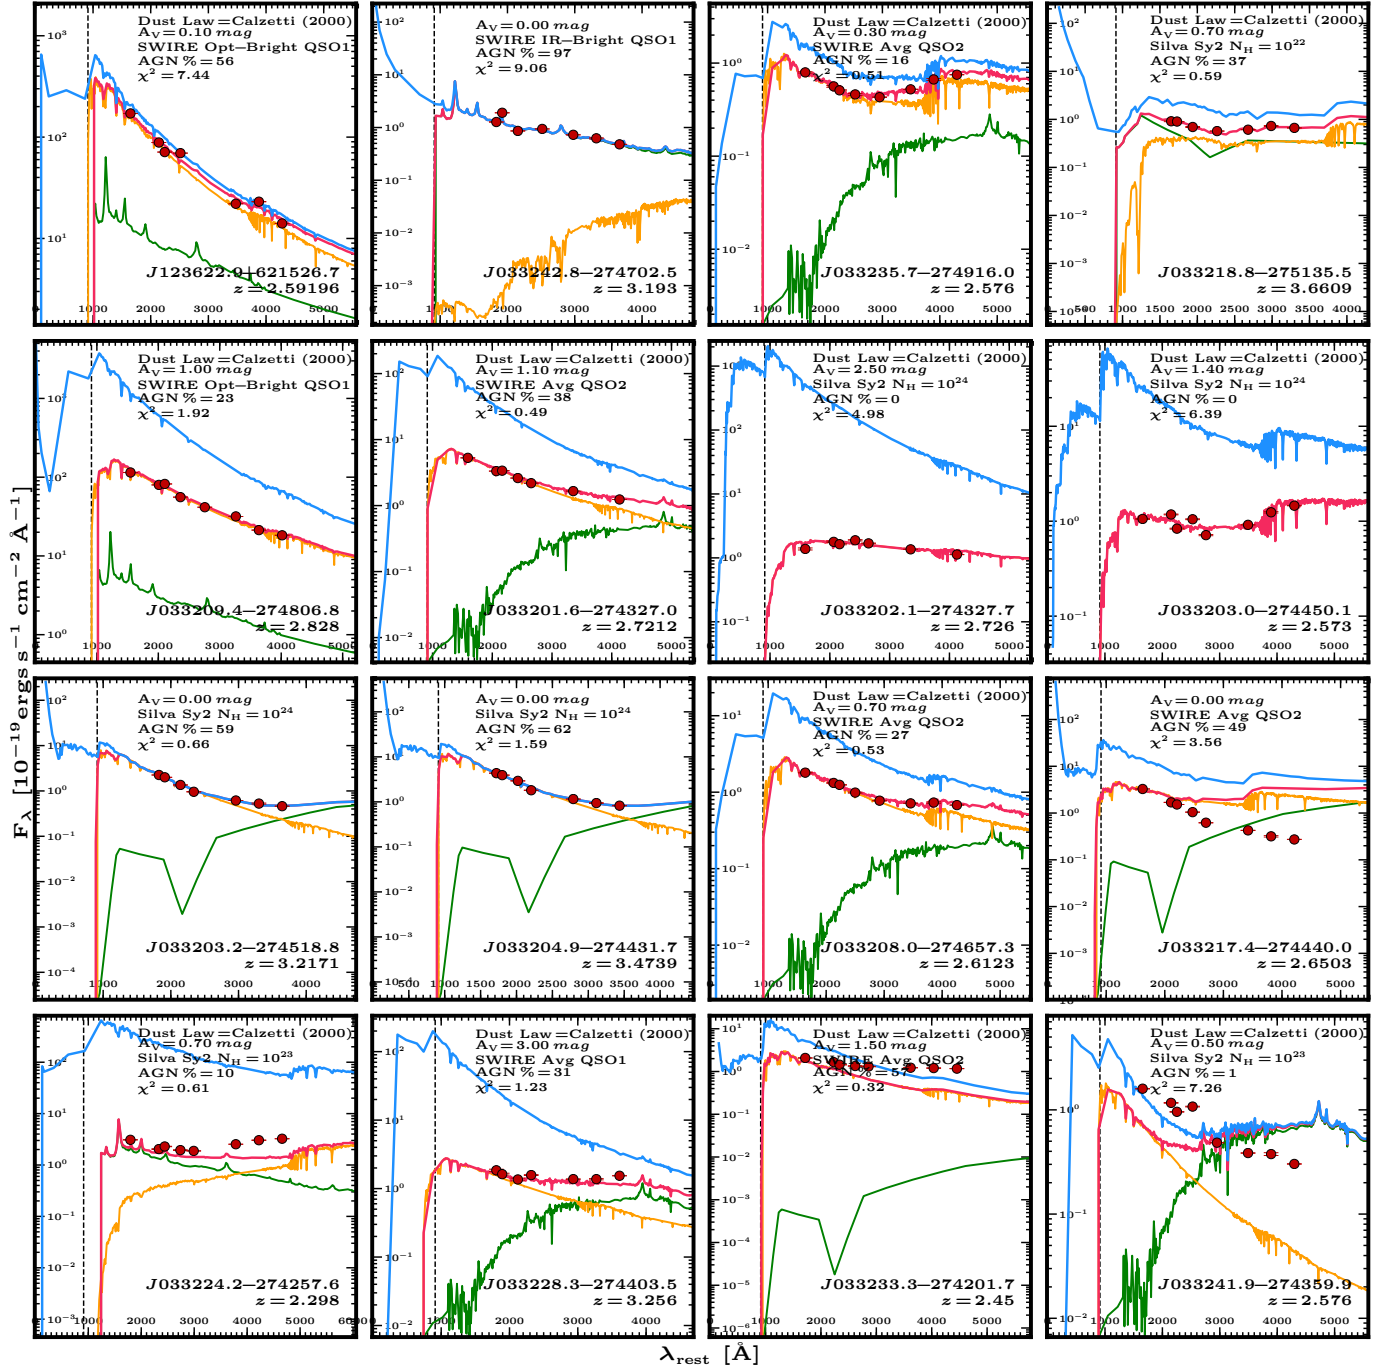 Dust Law=Calzetti (2000)
A_V=0.10 mag
SWIRE Opt-Bright QSO1
AGN %=56
χ²=7.44
J123622.9+621526.7
z=2.59196
A_V=0.00 mag
SWIRE IR-Bright QSO1
AGN %=97
χ²=9.06
J033242.8-274702.5
z=3.193
Dust Law=Calzetti (2000)
A_V=0.30 mag
SWIRE Avg QSO2
AGN %=16
χ²=0.51
J033235.7-274916.0
z=2.576
Dust Law=Calzetti (2000)
A_V=0.70 mag
Silva Sy2 N_H=10²²
AGN %=37
χ²=0.59
J033218.8-275135.5
z=3.6609
Dust Law=Calzetti (2000)
A_V=1.00 mag
SWIRE Opt-Bright QSO1
AGN %=23
χ²=1.92
J033209.4-274806.8
z=2.828
Dust Law=Calzetti (2000)
A_V=1.10 mag
SWIRE Avg QSO2
AGN %=38
χ²=0.49
J033201.6-274327.0
z=2.7212
Dust Law=Calzetti (2000)
A_V=2.50 mag
Silva Sy2 N_H=10²⁴
AGN %=0
χ²=4.98
J033202.1-274327.7
z=2.726
Dust Law=Calzetti (2000)
A_V=1.40 mag
Silva Sy2 N_H=10²⁴
AGN %=0
χ²=6.39
J033203.0-274450.1
z=2.573
A_V=0.00 mag
Silva Sy2 N_H=10²⁴
AGN %=59
χ²=0.66
J033203.2-274518.8
z=3.2171
A_V=0.00 mag
Silva Sy2 N_H=10²⁴
AGN %=62
χ²=1.59
J033204.9-274431.7
z=3.4739
Dust Law=Calzetti (2000)
A_V=0.70 mag
SWIRE Avg QSO2
AGN %=27
χ²=0.53
J033208.0-274657.3
z=2.6123
A_V=0.00 mag
SWIRE Avg QSO2
AGN %=49
χ²=3.56
J033217.4-274440.0
z=2.6503
Dust Law=Calzetti (2000)
A_V=0.70 mag
Silva Sy2 N_H=10²³
AGN %=10
χ²=0.61
J033224.2-274257.6
z=2.298
Dust Law=Calzetti (2000)
A_V=3.00 mag
SWIRE Avg QSO1
AGN %=31
χ²=1.23
J033228.3-274403.5
z=3.256
Dust Law=Calzetti (2000)
A_V=1.50 mag
SWIRE Avg QSO2
AGN %=57
χ²=0.32
J033233.3-274201.7
z=2.45
Dust Law=Calzetti (2000)
A_V=0.50 mag
Silva Sy2 N_H=10²³
AGN %=1
χ²=7.26
J033241.9-274359.9
z=2.576
F_λ [10⁻¹⁹ergs s⁻¹ cm⁻² Å⁻¹]
λ_rest [Å]